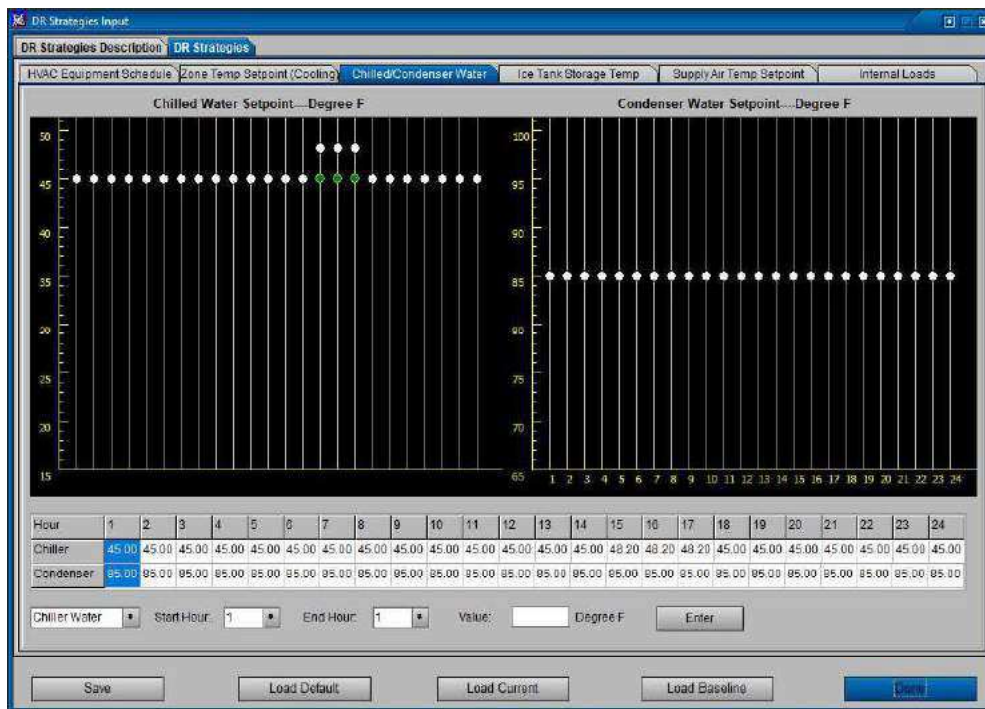 DR Strategies Input
DR Strategies Description DR Strategies
HVAC Equipment Schedule Zone Temp Setpoint (Cooling) Chilled/Condenser Water Ice Tank Storage Temp Supply Air Temp Setpoint Internal Loads
Chilled Water Setpoint----Degree F Condenser Water Setpoint----Degree F
50 100
45 95
40 90
35 85
30 80
25 75
20 70
15 65 1 2 3 4 5 6 7 8 9 10 11 12 13 14 15 16 17 18 19 20 21 22 23 24
Hour 1 2 3 4 5 6 7 8 9 10 11 12 13 14 15 16 17 18 19 20 21 22 23 24
Chiller 45.00 45.00 45.00 45.00 45.00 45.00 45.00 45.00 45.00 45.00 45.00 45.00 45.00 45.00 48.20 48.20 48.20 45.00 45.00 45.00 45.00 45.00 45.00 45.00
Condenser 85.00 85.00 85.00 85.00 85.00 85.00 85.00 85.00 85.00 85.00 85.00 85.00 85.00 85.00 85.00 85.00 85.00 85.00 85.00 85.00 85.00 85.00 85.00 85.00
Chiller Water Start Hour: 1 End Hour: 1 Value: Degree F Enter
Save Load Default Load Current Load Baseline Done